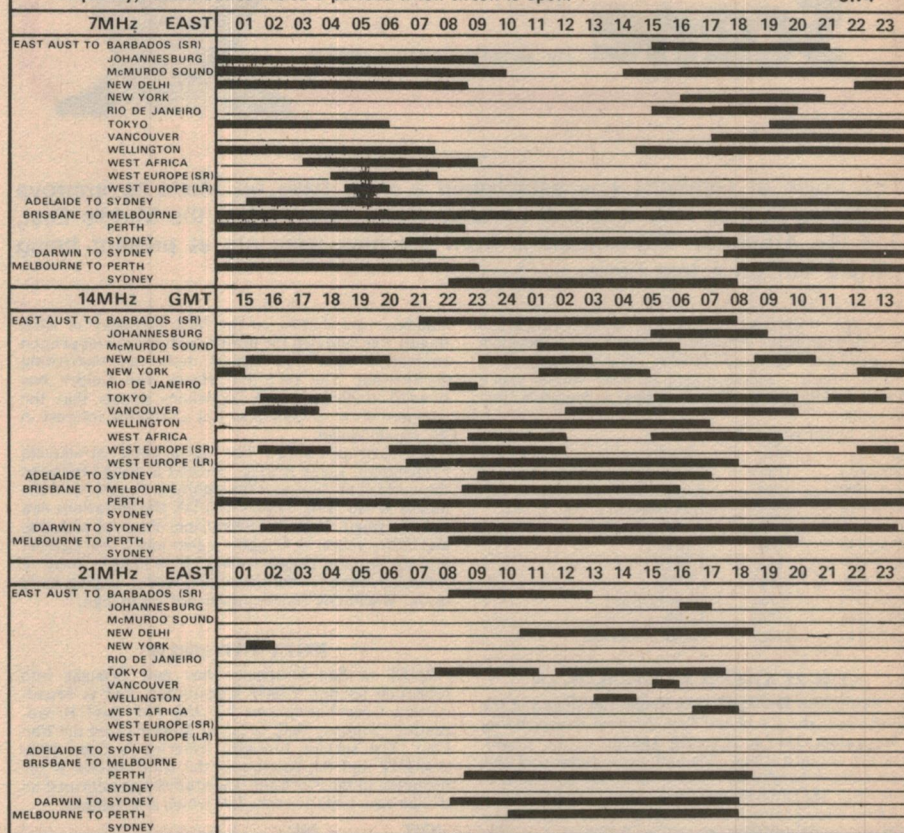 7MHz EAST 01 02 03 04 05 06 07 08 09 10 11 12 13 14 15 16 17 18 19 20 21 22 23
EAST AUST TO BARBADOS (SR)
JOHANNESBURG
McMURDO SOUND
NEW DELHI
NEW YORK
RIO DE JANEIRO
TOKYO
VANCOUVER
WELLINGTON
WEST AFRICA
WEST EUROPE (SR)
WEST EUROPE (LR)
ADELAIDE TO SYDNEY
BRISBANE TO MELBOURNE
PERTH
SYDNEY
DARWIN TO SYDNEY
MELBOURNE TO PERTH
SYDNEY
14MHz GMT 15 16 17 18 19 20 21 22 23 24 01 02 03 04 05 06 07 08 09 10 11 12 13
EAST AUST TO BARBADOS (SR)
JOHANNESBURG
McMURDO SOUND
NEW DELHI
NEW YORK
RIO DE JANEIRO
TOKYO
VANCOUVER
WELLINGTON
WEST AFRICA
WEST EUROPE (SR)
WEST EUROPE (LR)
ADELAIDE TO SYDNEY
BRISBANE TO MELBOURNE
PERTH
SYDNEY
DARWIN TO SYDNEY
MELBOURNE TO PERTH
SYDNEY
21MHz EAST 01 02 03 04 05 06 07 08 09 10 11 12 13 14 15 16 17 18 19 20 21 22 23
EAST AUST TO BARBADOS (SR)
JOHANNESBURG
McMURDO SOUND
NEW DELHI
NEW YORK
RIO DE JANEIRO
TOKYO
VANCOUVER
WELLINGTON
WEST AFRICA
WEST EUROPE (SR)
WEST EUROPE (LR)
ADELAIDE TO SYDNEY
BRISBANE TO MELBOURNE
PERTH
SYDNEY
DARWIN TO SYDNEY
MELBOURNE TO PERTH
SYDNEY